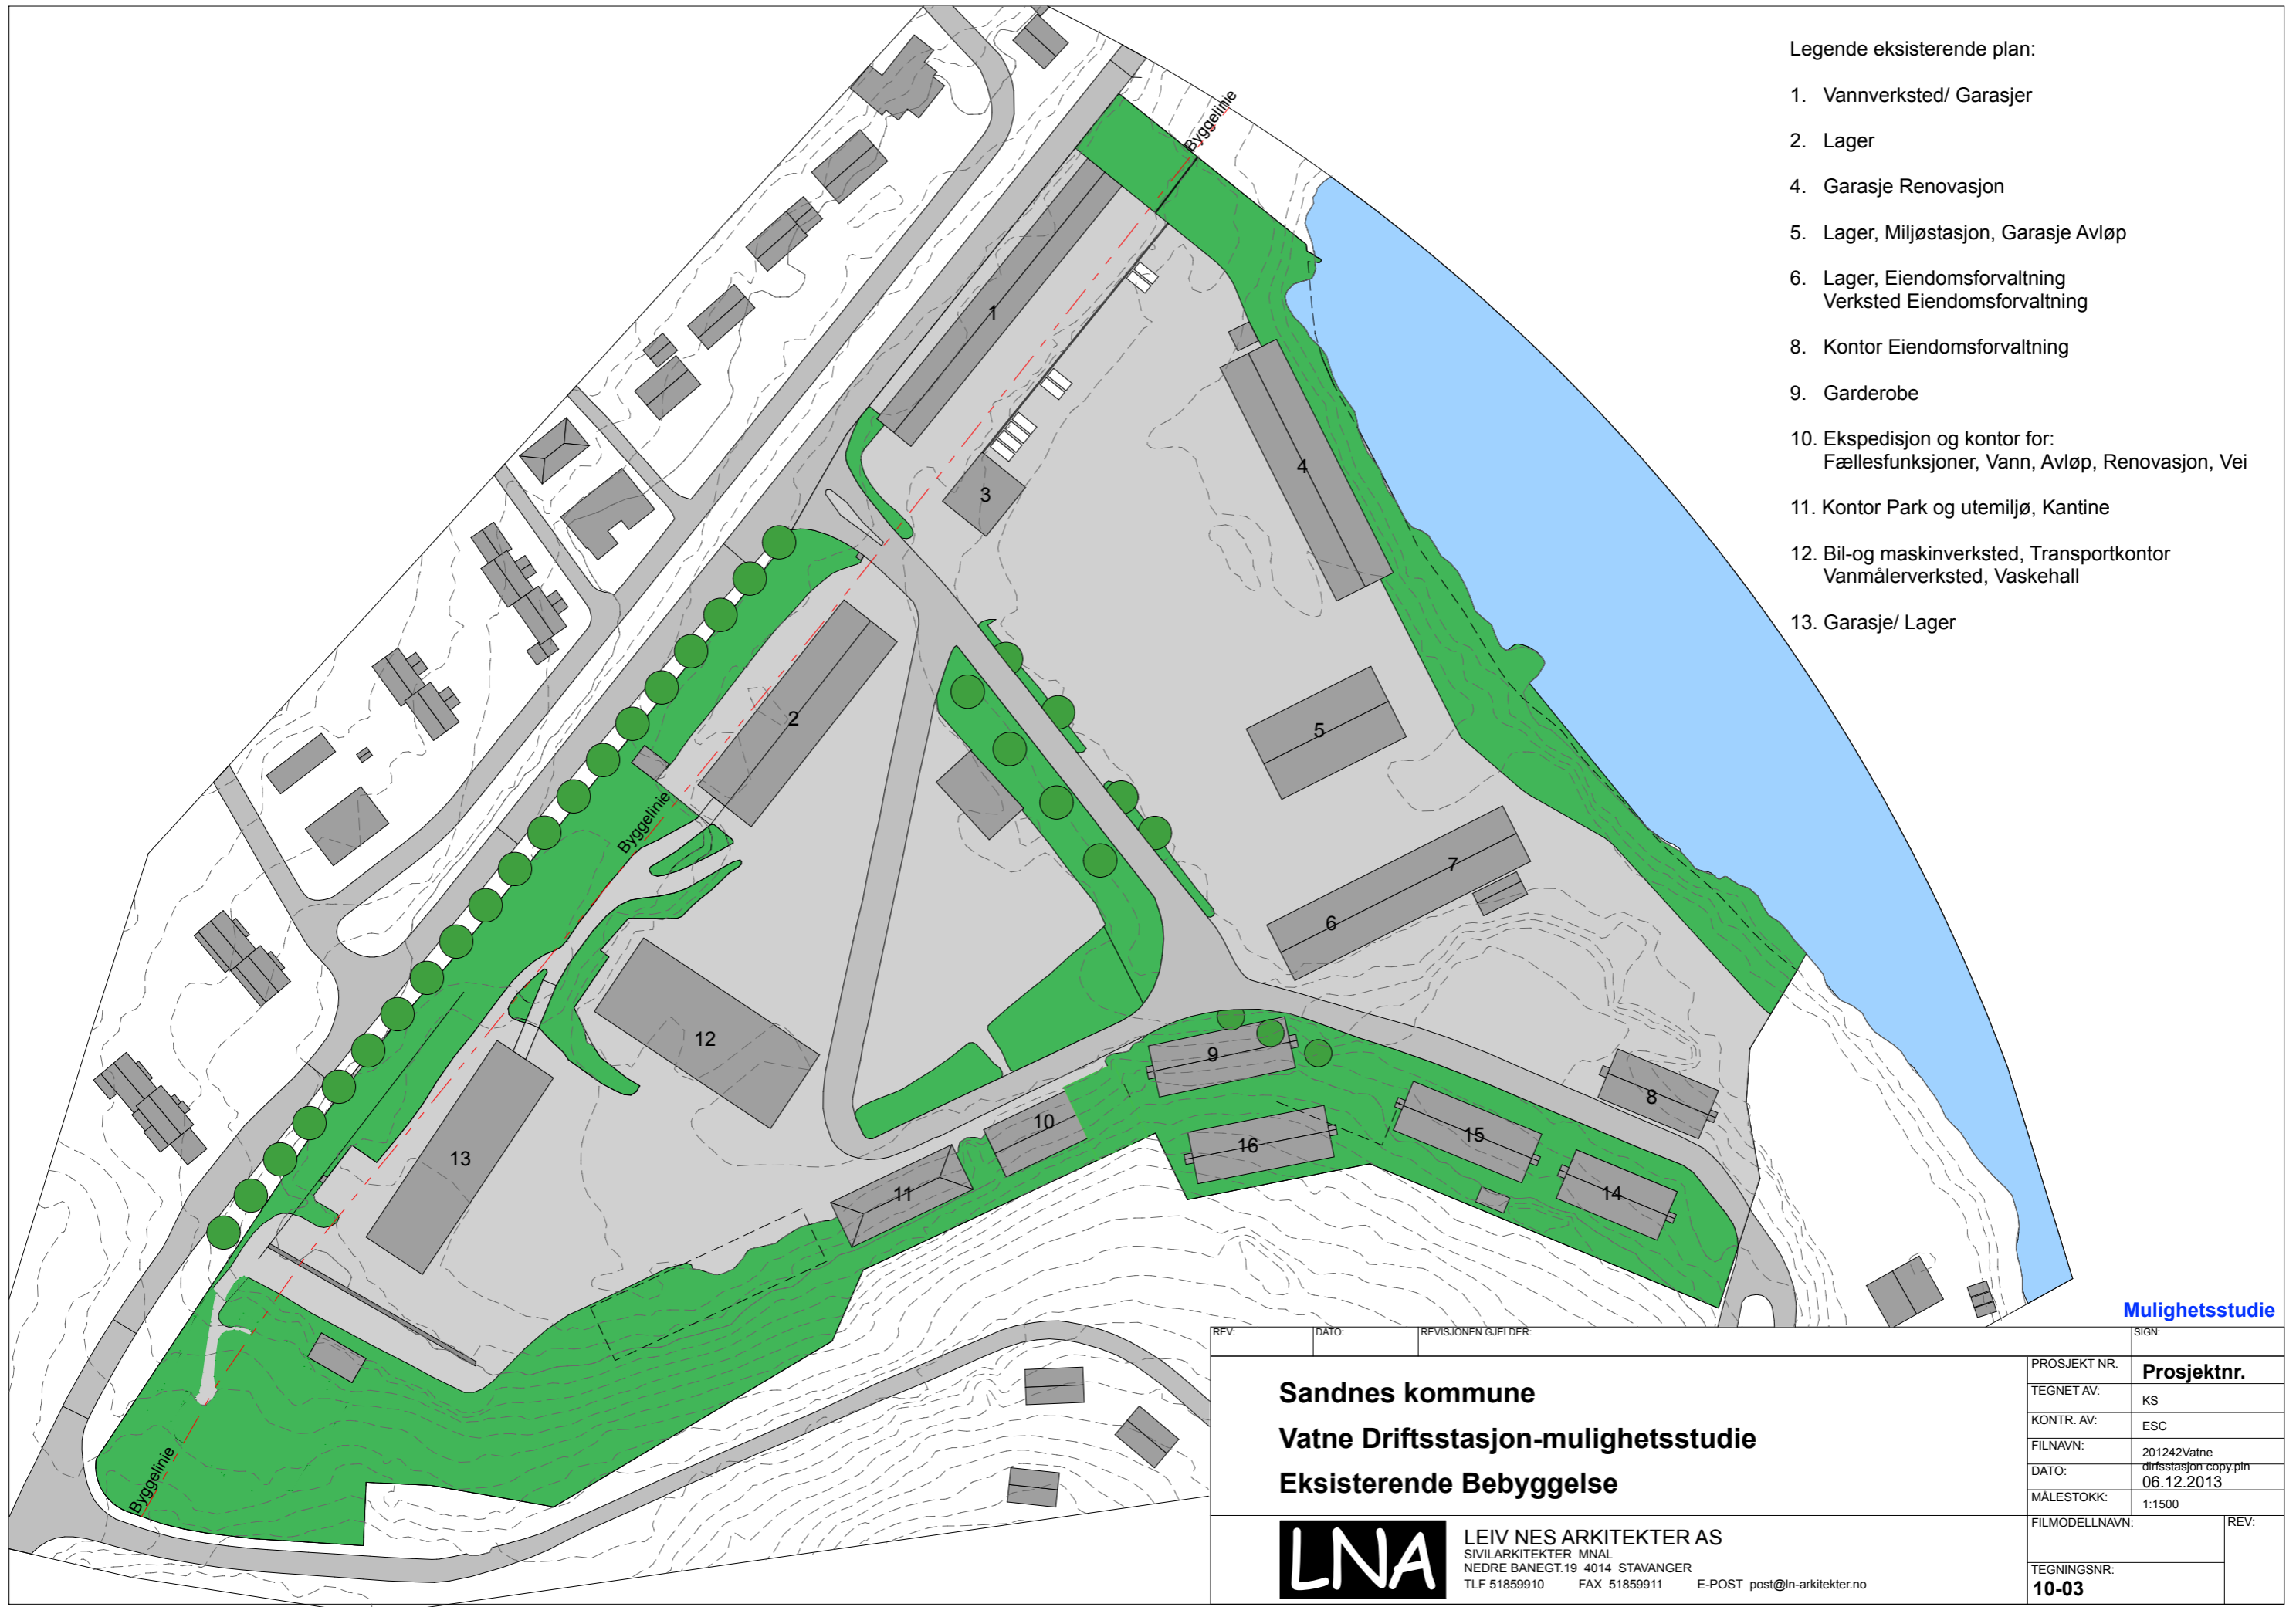 Legende eksisterende plan:
1. Vannverksted/ Garasjer
2. Lager
4. Garasje Renovasjon
5. Lager, Miljøstasjon, Garasje Avløp
6. Lager, Eiendomsforvaltning
Verksted Eiendomsforvaltning
8. Kontor Eiendomsforvaltning
9. Garderobe
10. Ekspedisjon og kontor for:
Fællesfunksjoner, Vann, Avløp, Renovasjon, Vei
11. Kontor Park og utemiljø, Kantine
12. Bil-og maskinverksted, Transportkontor
Vanmålerverksted, Vaskehall
13. Garasje/ Lager
Byggelinie
1
3
4
2
5
Byggelinie
7
6
12
9
8
10
15
16
13
11
14
Byggelinie
Mulighetsstudie
REV:
DATO:
REVISJONEN GJELDER:
SIGN:
Sandnes kommune
Vatne Driftsstasjon-mulighetsstudie
Eksisterende Bebyggelse
PROSJEKT NR.
Prosjektnr.
TEGNET AV:
KS
KONTR. AV:
ESC
FILNAVN:
201242Vatne
dirfsstasjon copy.pln
DATO:
06.12.2013
MÅLESTOKK:
1:1500
FILMODELLNAVN:
REV:
TEGNINGSNR:
10-03
LNA
LEIV NES ARKITEKTER AS
SIVILARKITEKTER MNAL
NEDRE BANEGT.19 4014 STAVANGER
TLF 51859910 FAX 51859911 E-POST post@ln-arkitekter.no